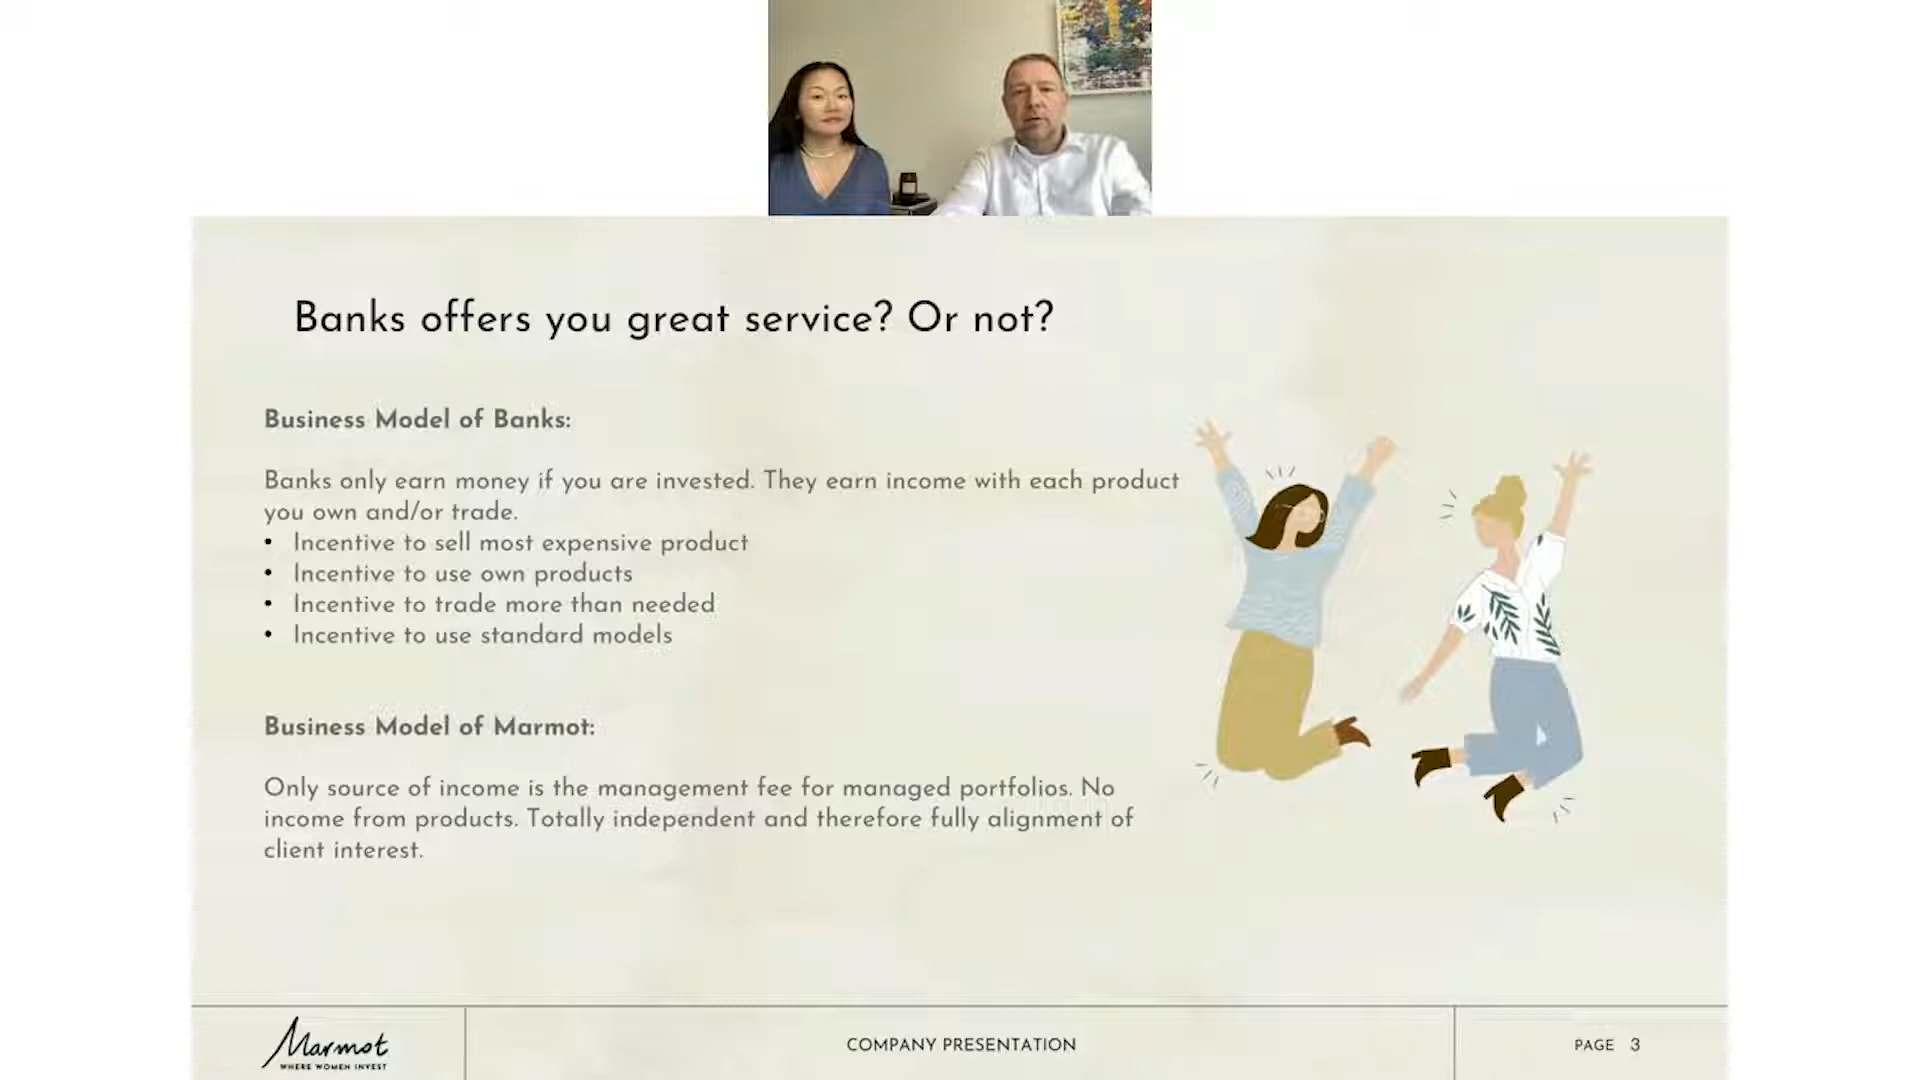 Banks offers you great service? Or not?
Business Model of Banks:
Banks only earn money if you are invested. They earn income with each product
you own and/or trade.
• Incentive to sell most expensive product
• Incentive to use own products
• Incentive to trade more than needed
• Incentive to use standard models
Business Model of Marmot:
Only source of income is the management fee for managed portfolios. No
income from products. Totally independent and therefore fully alignment of
client interest.
Marmot
WHERE WOMEN INVEST
COMPANY PRESENTATION
PAGE 3